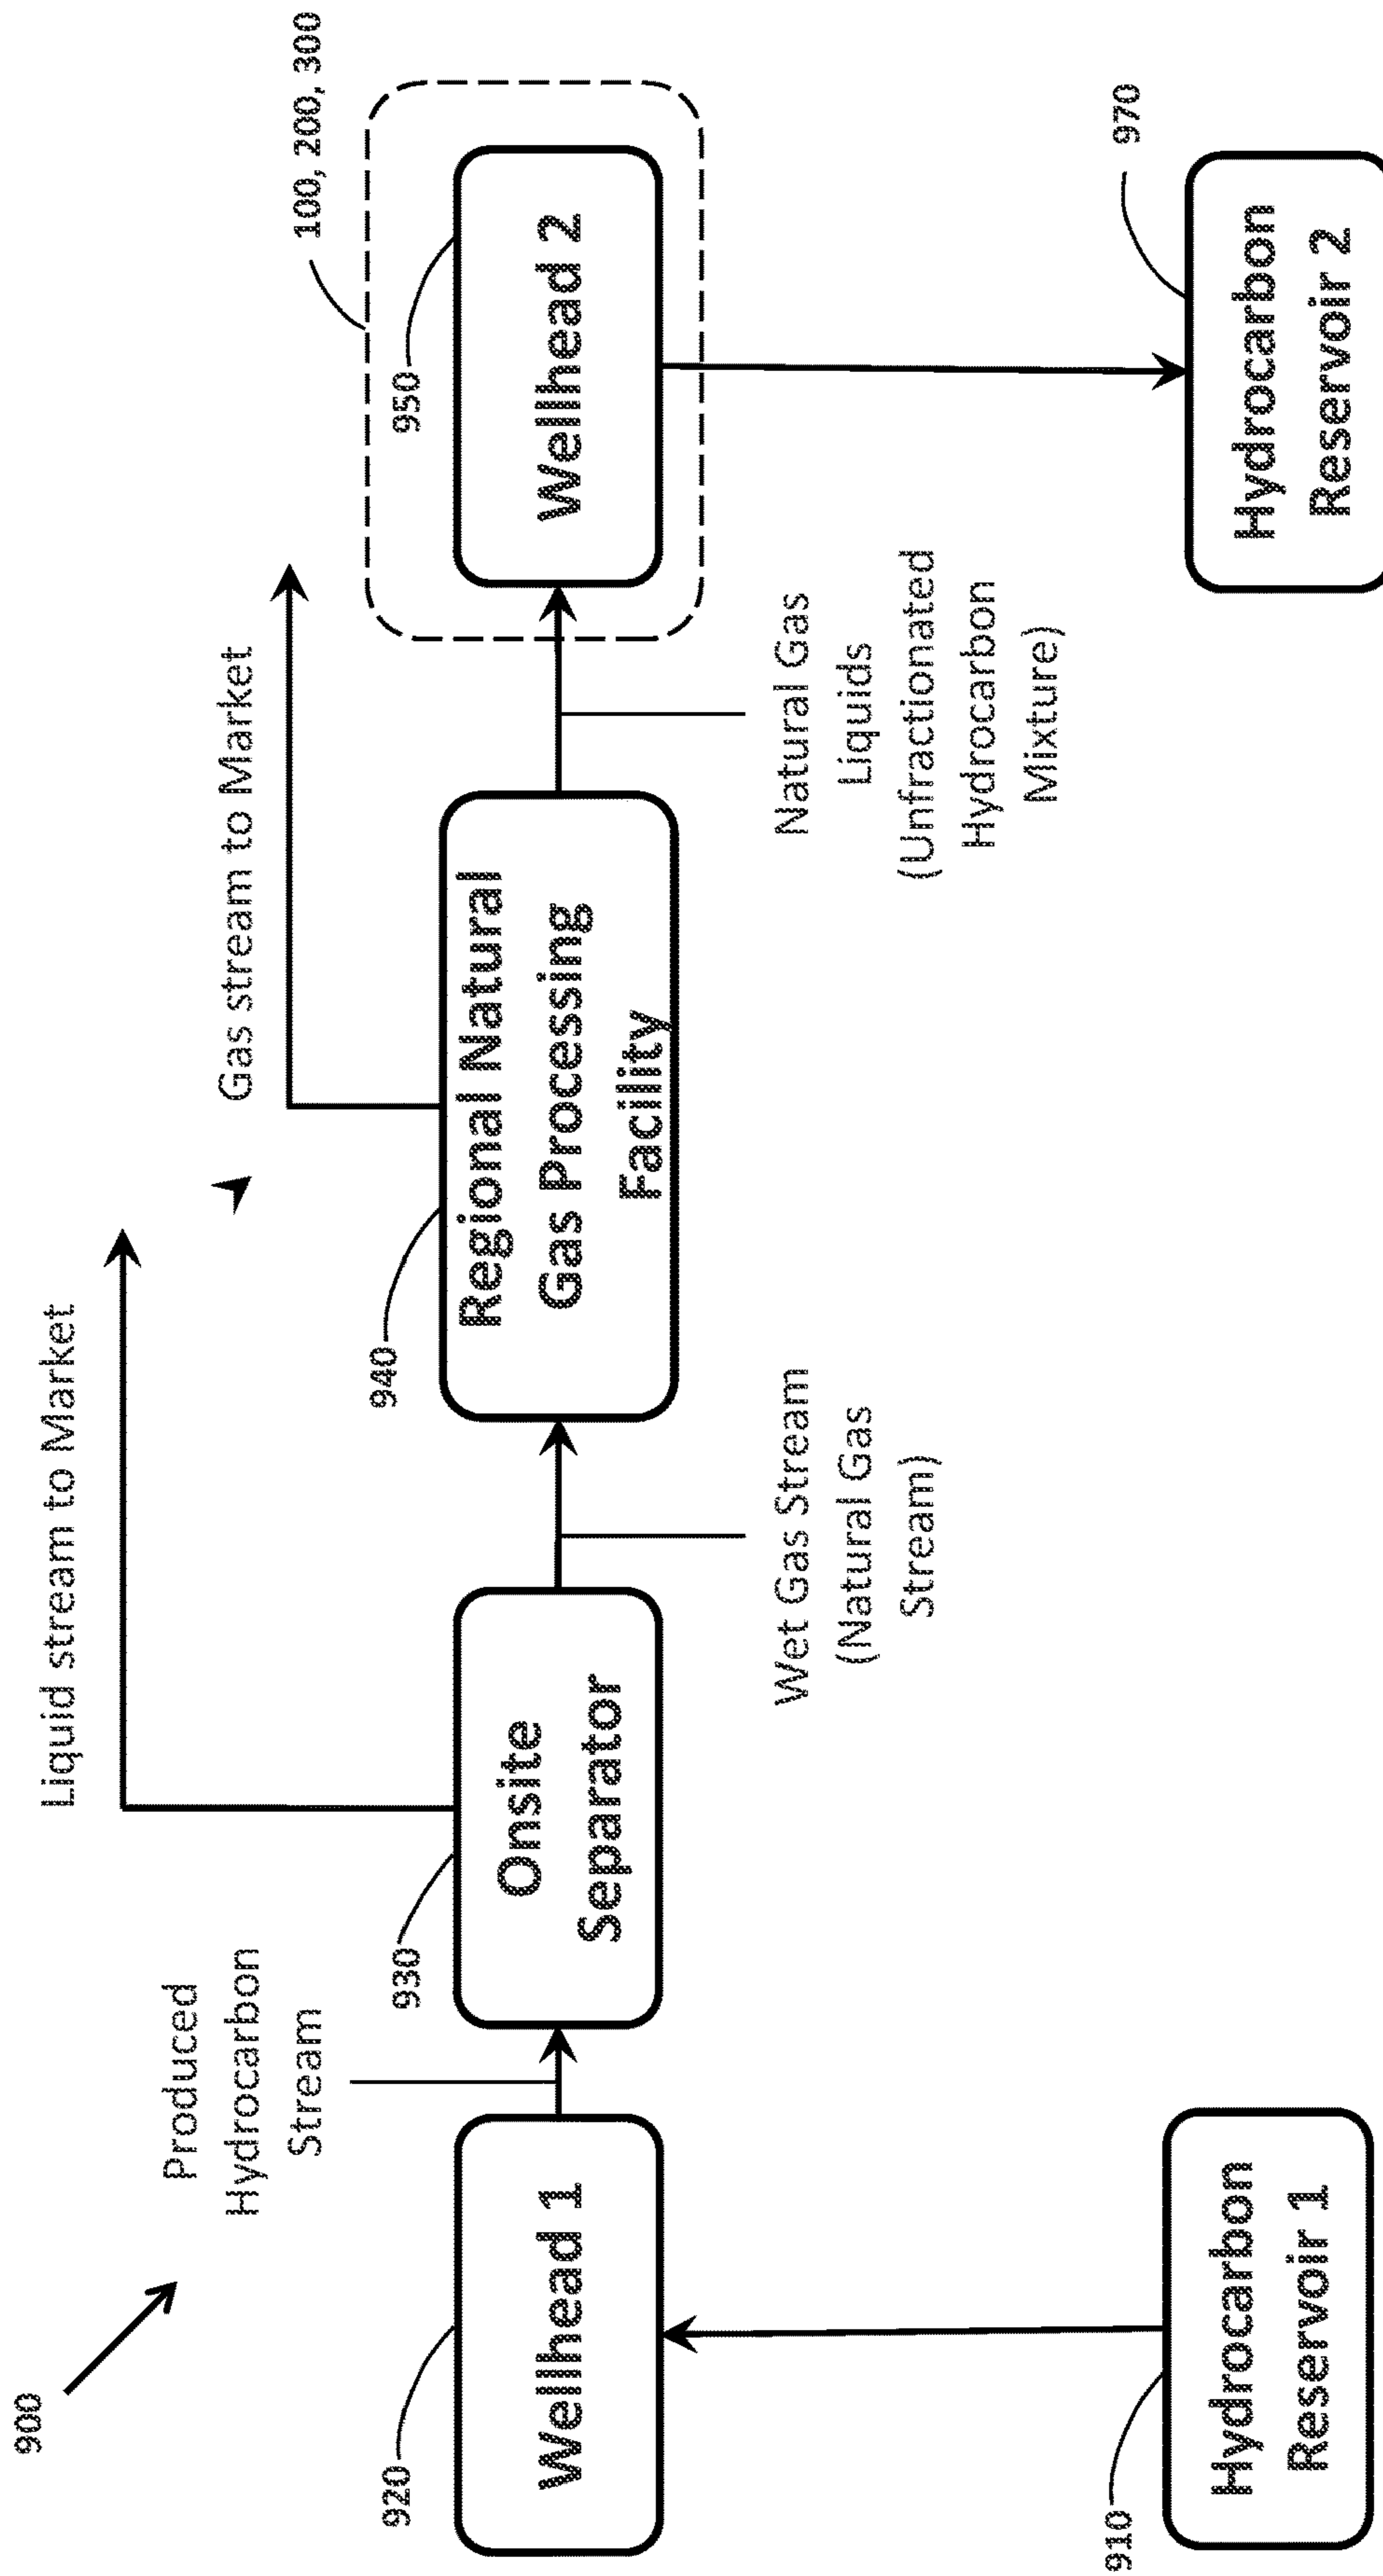 900
Liquid stream to Market
Gas stream to Market
100, 200, 300
Produced
Hydrocarbon
Stream
920
930
940
950
Wellhead 1
Onsite
Separator
Regional Natural
Gas Processing
Facility
Wellhead 2
Wet Gas Stream
(Natural Gas
Stream)
Natural Gas
Liquids
(Unfractionated
Hydrocarbon
Mixture)
910
970
Hydrocarbon
Reservoir 1
Hydrocarbon
Reservoir 2